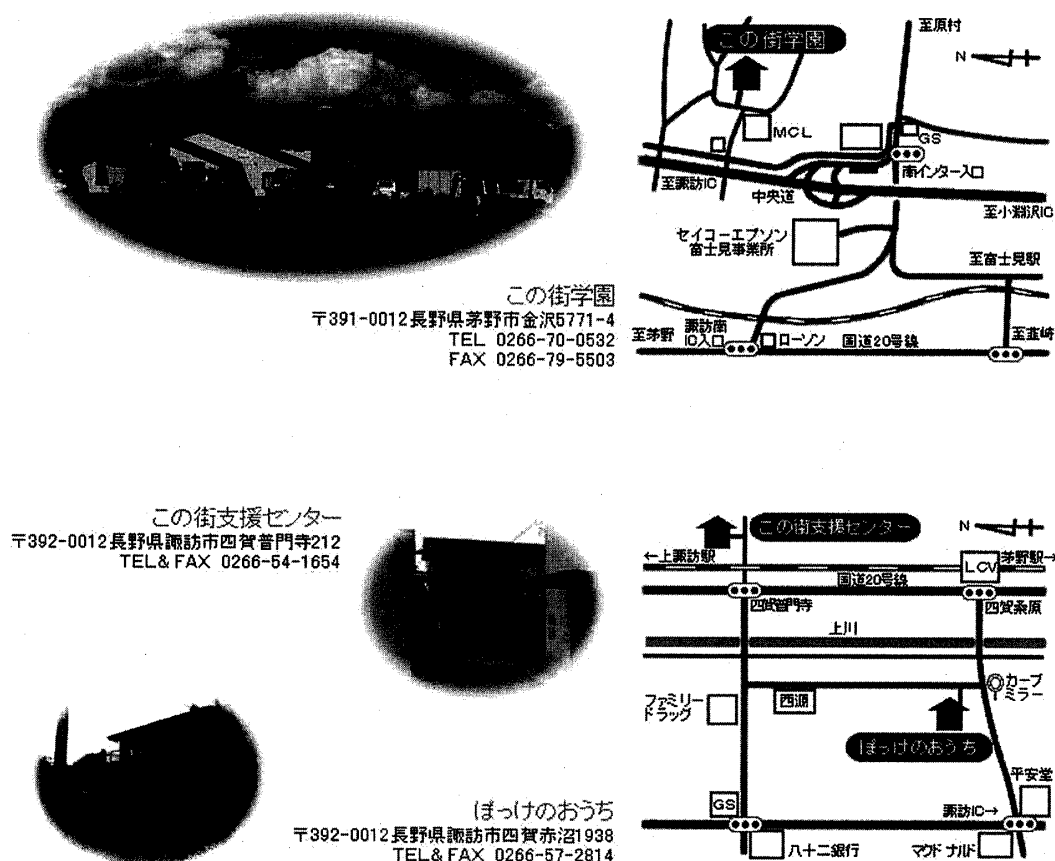 この街学園
〒391-0012長野県茅野市金沢5771-4
TEL 0266-70-0532
FAX 0266-79-5503
この街学園
至原村
N
MCL
GS
南インター入口
至諏訪IC
中央道
至小淵沢IC
セイコーエプソン
富士見事業所
至富士見駅
至茅野
諏訪南
IC入口
ローソン
国道20号線
至韮崎
この街支援センター
〒392-0012長野県諏訪市四賀普門寺212
TEL&FAX 0266-54-1654
この街支援センター
N
←上諏訪駅
LCV
茅野駅→
国道20号線
四賀普門寺
四賀桑原
上川
カーブ
ミラー
ファミリー
ドラッグ
西源
ぽっけのおうち
平安堂
GS
諏訪IC→
八十二銀行
マクドナルド
ぽっけのおうち
〒392-0012長野県諏訪市四賀赤沼1938
TEL&FAX 0266-57-2814